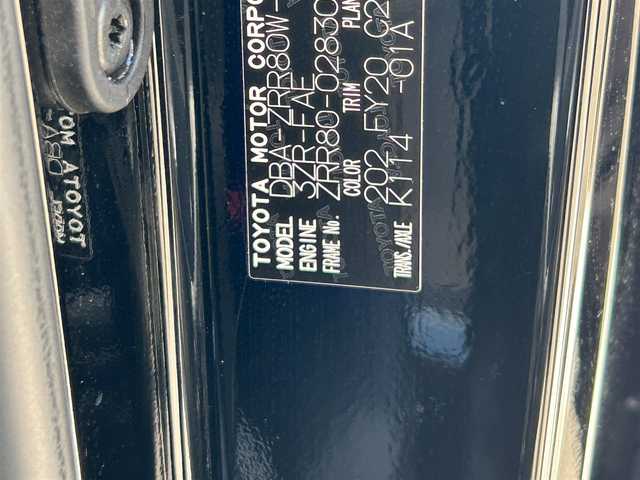 TOYOTA MOTOR CORPO
MODEL DBA-ZRR80W-
ENGINE 3ZR-FAE
FRAME No. ZRR80-0283
COLOR TRIM PLAN
202 FY20 G2
TRANS./AXLE K114 -01A